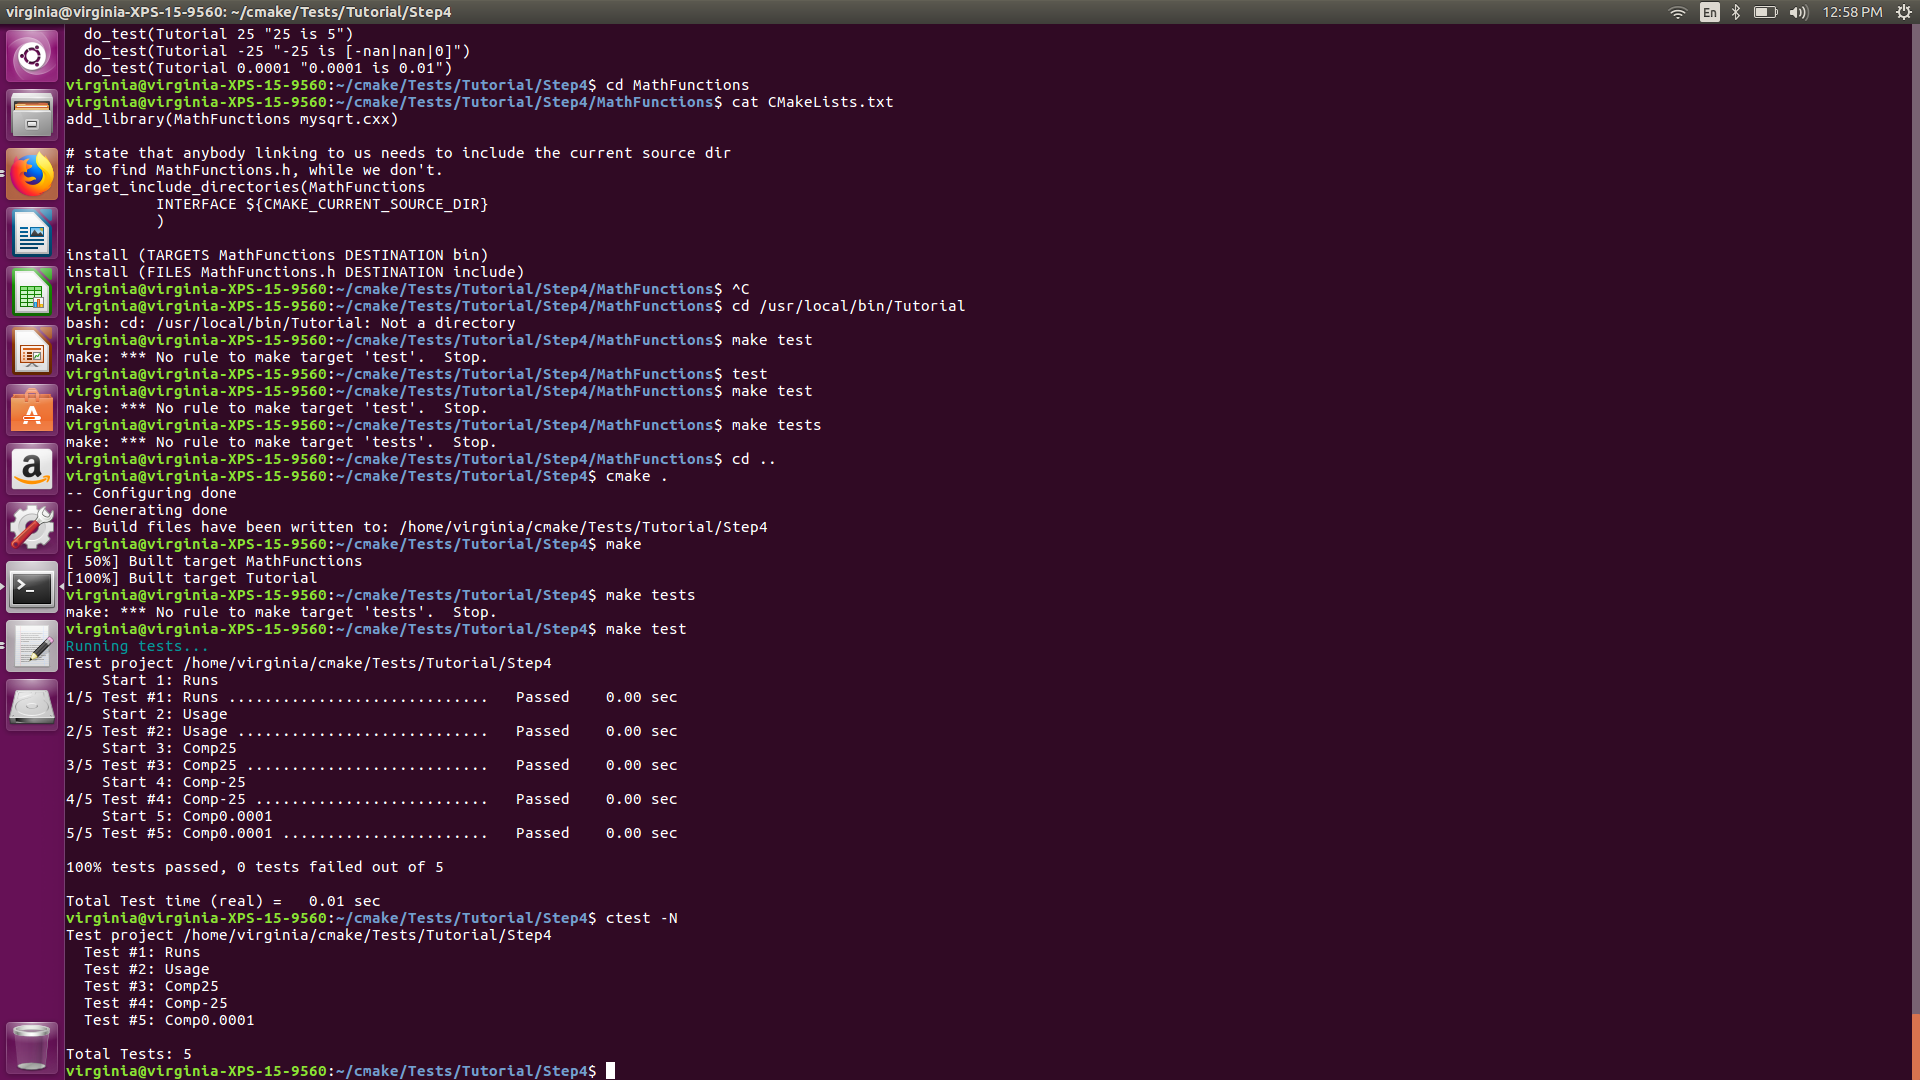 virginia@virginia-XPS-15-9560: ~/cmake/Tests/Tutorial/Step4
En
12:58 PM
do_test(Tutorial 25 "25 is 5")
do_test(Tutorial -25 "-25 is [-nan|nan|0]")
do_test(Tutorial 0.0001 "0.0001 is 0.01")
virginia@virginia-XPS-15-9560:~/cmake/Tests/Tutorial/Step4$ cd MathFunctions
virginia@virginia-XPS-15-9560:~/cmake/Tests/Tutorial/Step4/MathFunctions$ cat CMakeLists.txt
add_library(MathFunctions mysqrt.cxx)
# state that anybody linking to us needs to include the current source dir
# to find MathFunctions.h, while we don't.
target_include_directories(MathFunctions
INTERFACE ${CMAKE_CURRENT_SOURCE_DIR}
)
install (TARGETS MathFunctions DESTINATION bin)
install (FILES MathFunctions.h DESTINATION include)
virginia@virginia-XPS-15-9560:~/cmake/Tests/Tutorial/Step4/MathFunctions$ ^C
virginia@virginia-XPS-15-9560:~/cmake/Tests/Tutorial/Step4/MathFunctions$ cd /usr/local/bin/Tutorial
bash: cd: /usr/local/bin/Tutorial: Not a directory
virginia@virginia-XPS-15-9560:~/cmake/Tests/Tutorial/Step4/MathFunctions$ make test
make: *** No rule to make target 'test'.  Stop.
virginia@virginia-XPS-15-9560:~/cmake/Tests/Tutorial/Step4/MathFunctions$ test
virginia@virginia-XPS-15-9560:~/cmake/Tests/Tutorial/Step4/MathFunctions$ make test
make: *** No rule to make target 'test'.  Stop.
virginia@virginia-XPS-15-9560:~/cmake/Tests/Tutorial/Step4/MathFunctions$ make tests
make: *** No rule to make target 'tests'.  Stop.
virginia@virginia-XPS-15-9560:~/cmake/Tests/Tutorial/Step4/MathFunctions$ cd ..
virginia@virginia-XPS-15-9560:~/cmake/Tests/Tutorial/Step4$ cmake .
-- Configuring done
-- Generating done
-- Build files have been written to: /home/virginia/cmake/Tests/Tutorial/Step4
virginia@virginia-XPS-15-9560:~/cmake/Tests/Tutorial/Step4$ make
[ 50%] Built target MathFunctions
[100%] Built target Tutorial
virginia@virginia-XPS-15-9560:~/cmake/Tests/Tutorial/Step4$ make tests
make: *** No rule to make target 'tests'.  Stop.
virginia@virginia-XPS-15-9560:~/cmake/Tests/Tutorial/Step4$ make test
Running tests...
Test project /home/virginia/cmake/Tests/Tutorial/Step4
Start 1: Runs
1/5 Test #1: Runs .............................   Passed    0.00 sec
Start 2: Usage
2/5 Test #2: Usage ............................   Passed    0.00 sec
Start 3: Comp25
3/5 Test #3: Comp25 ...........................   Passed    0.00 sec
Start 4: Comp-25
4/5 Test #4: Comp-25 ..........................   Passed    0.00 sec
Start 5: Comp0.0001
5/5 Test #5: Comp0.0001 .......................   Passed    0.00 sec
100% tests passed, 0 tests failed out of 5
Total Test time (real) =   0.01 sec
virginia@virginia-XPS-15-9560:~/cmake/Tests/Tutorial/Step4$ ctest -N
Test project /home/virginia/cmake/Tests/Tutorial/Step4
Test #1: Runs
Test #2: Usage
Test #3: Comp25
Test #4: Comp-25
Test #5: Comp0.0001
Total Tests: 5
virginia@virginia-XPS-15-9560:~/cmake/Tests/Tutorial/Step4$